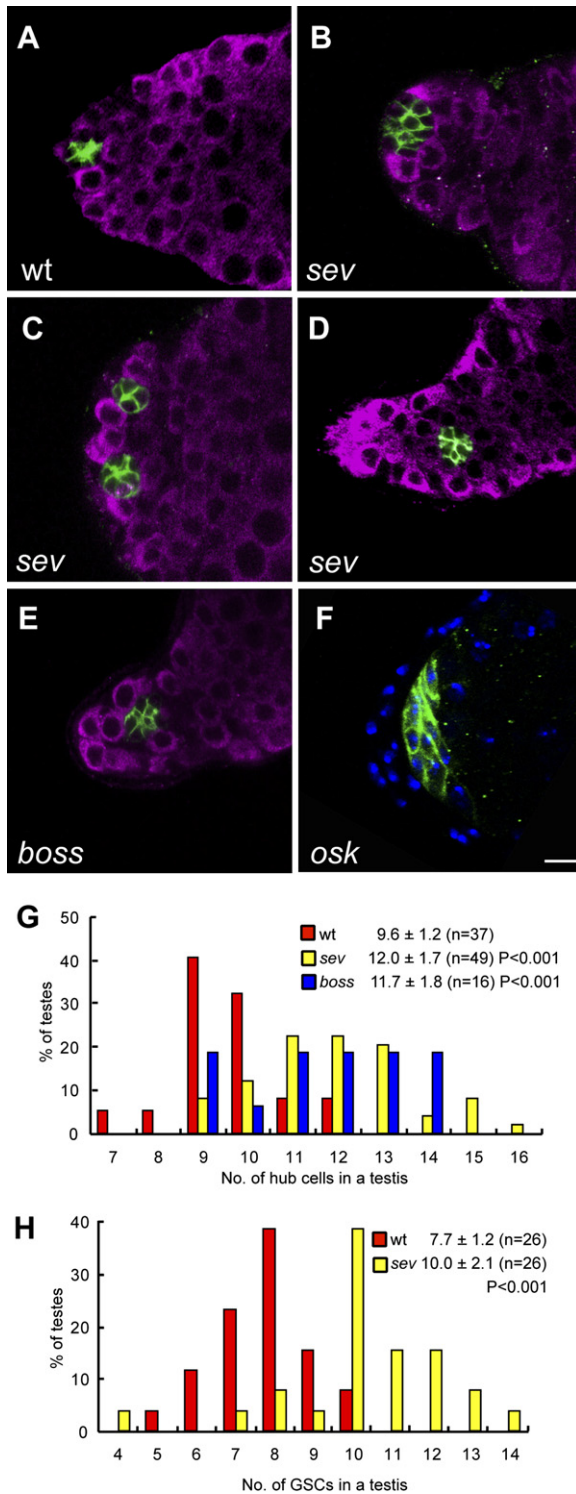 A
wt
B
sev
C
sev
D
sev
E
boss
F
osk
G
50
40
30
20
10
0
% of testes
wt 9.6 ± 1.2 (n=37)
sev 12.0 ± 1.7 (n=49) P<0.001
boss 11.7 ± 1.8 (n=16) P<0.001
7 8 9 10 11 12 13 14 15 16
No. of hub cells in a testis
H
40
30
20
10
0
% of testes
wt 7.7 ± 1.2 (n=26)
sev 10.0 ± 2.1 (n=26)
P<0.001
4 5 6 7 8 9 10 11 12 13 14
No. of GSCs in a testis